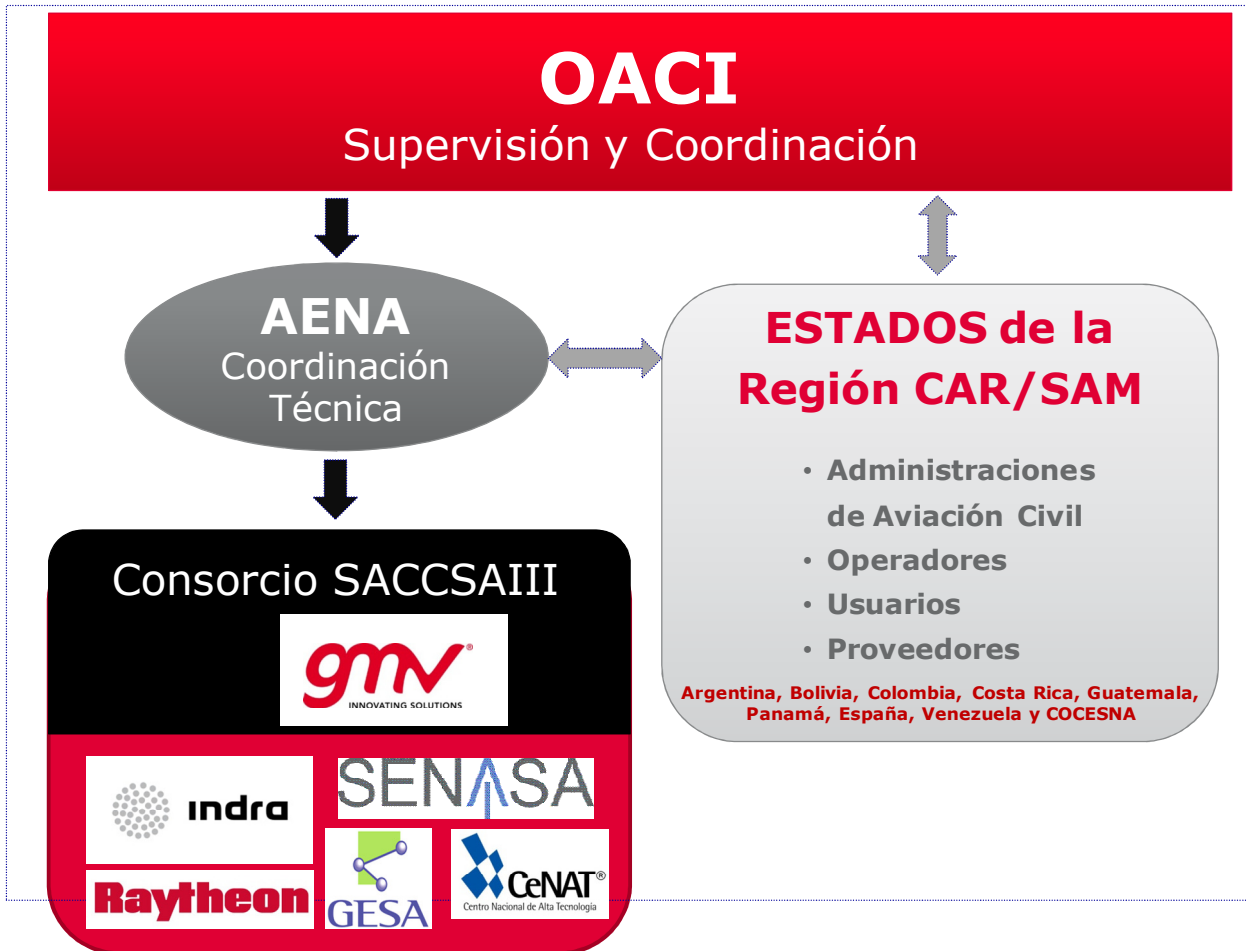 OACI
Supervisión y Coordinación
AENA
Coordinación
Técnica
ESTADOS de la
Región CAR/SAM
• Administraciones
de Aviación Civil
• Operadores
• Usuarios
• Proveedores
Argentina, Bolivia, Colombia, Costa Rica, Guatemala,
Panamá, España, Venezuela y COCESNA
Consorcio SACCSAIII
gmv®
INNOVATING SOLUTIONS
indra
SENASA
Raytheon
GESA
CeNAT®
Centro Nacional de Alta Tecnología